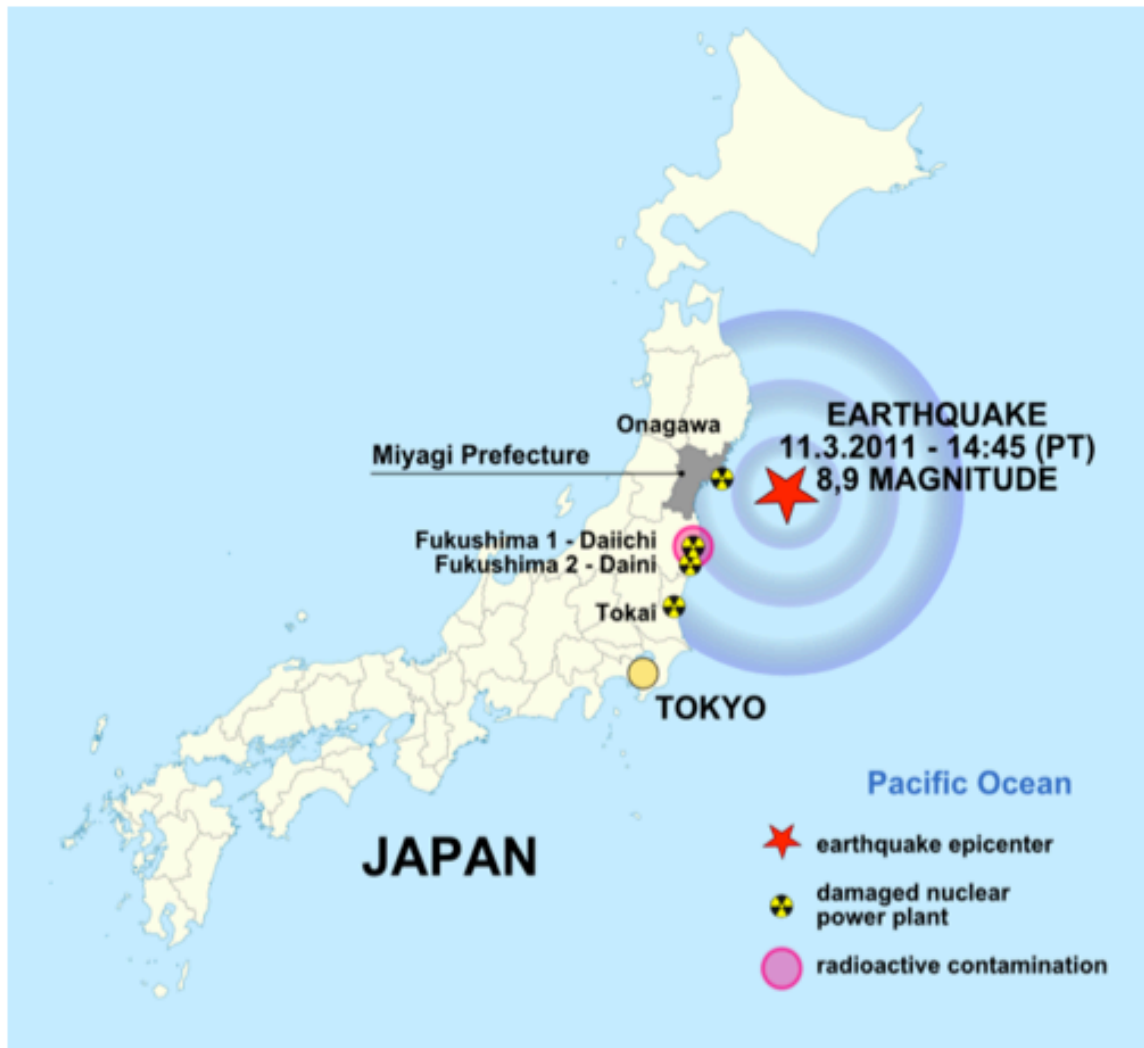 EARTHQUAKE
11.3.2011 - 14:45 (PT)
8,9 MAGNITUDE
Onagawa
Miyagi Prefecture
Fukushima 1 - Daiichi
Fukushima 2 - Daini
Tokai
TOKYO
JAPAN
Pacific Ocean
earthquake epicenter
damaged nuclear
power plant
radioactive contamination